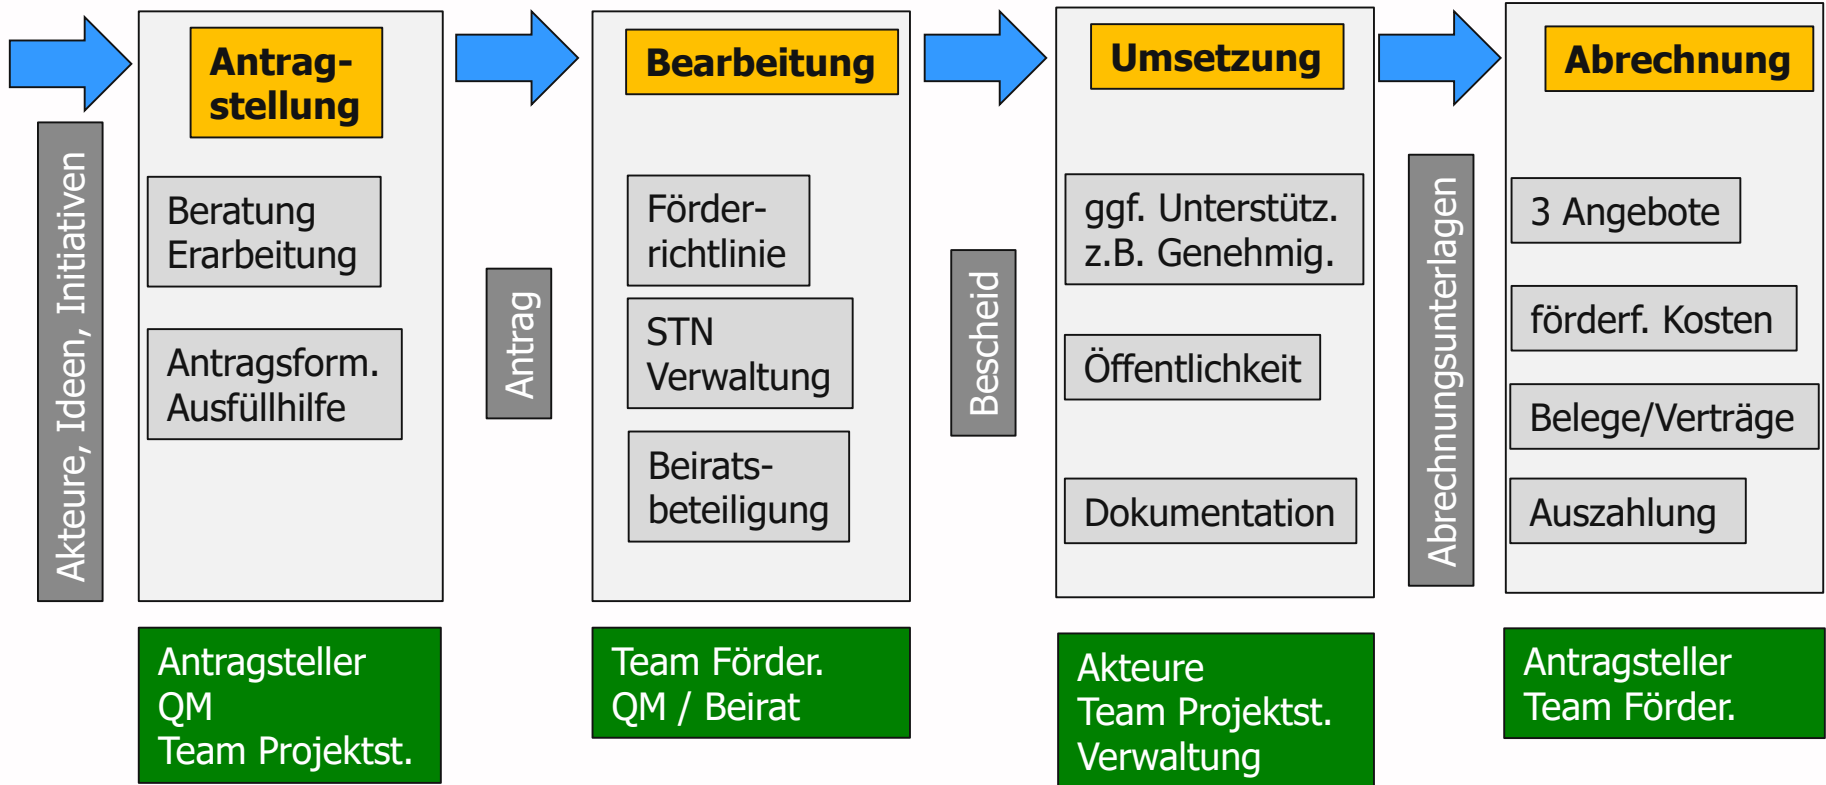 Akteure, Ideen, Initiativen
Antrag-
stellung
Beratung
Erarbeitung
Antragsform.
Ausfüllhilfe
Antragsteller
QM
Team Projektst.
Antrag
Bearbeitung
Förder-
richtlinie
STN
Verwaltung
Beirats-
beteiligung
Team Förder.
QM / Beirat
Bescheid
Umsetzung
ggf. Unterstütz.
z.B. Genehmig.
Öffentlichkeit
Dokumentation
Akteure
Team Projektst.
Verwaltung
Abrechnungsunterlagen
Abrechnung
3 Angebote
förderf. Kosten
Belege/Verträge
Auszahlung
Antragsteller
Team Förder.